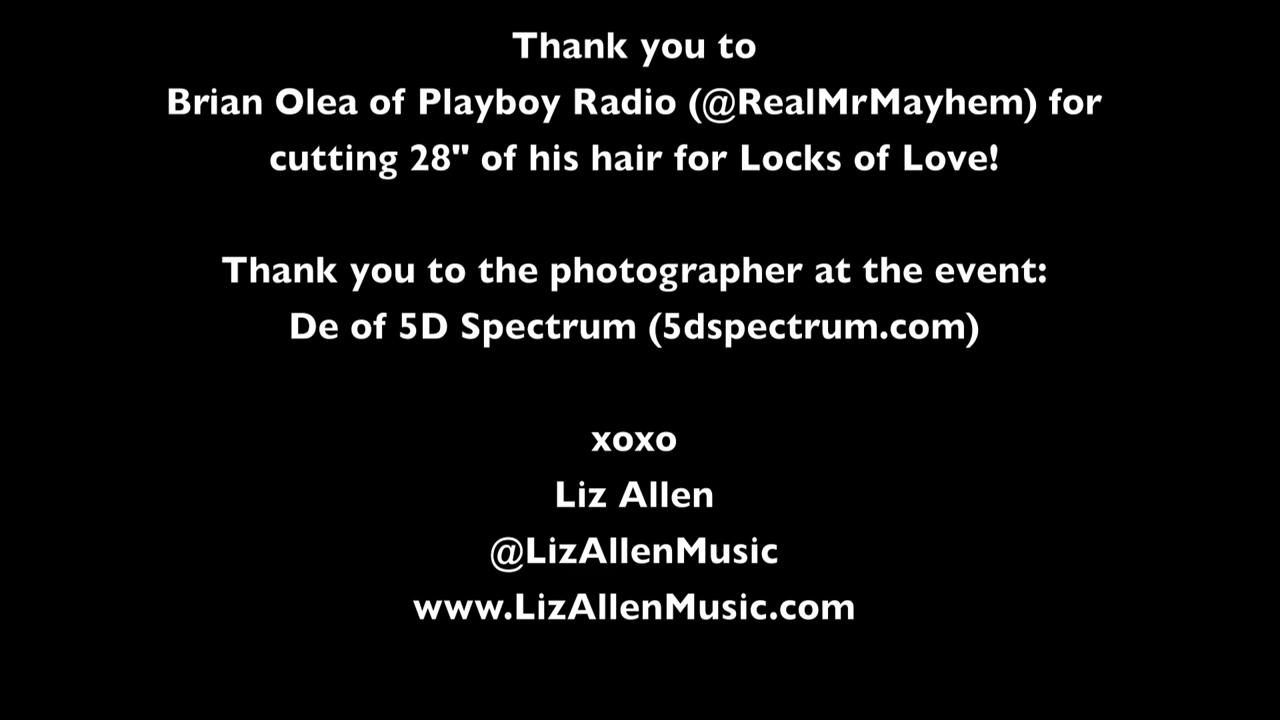 Thank you to
Brian Olea of Playboy Radio (@RealMrMayhem) for
cutting 28" of his hair for Locks of Love!
Thank you to the photographer at the event:
De of 5D Spectrum (5dspectrum.com)
xoxo
Liz Allen
@LizAllenMusic
www.LizAllenMusic.com